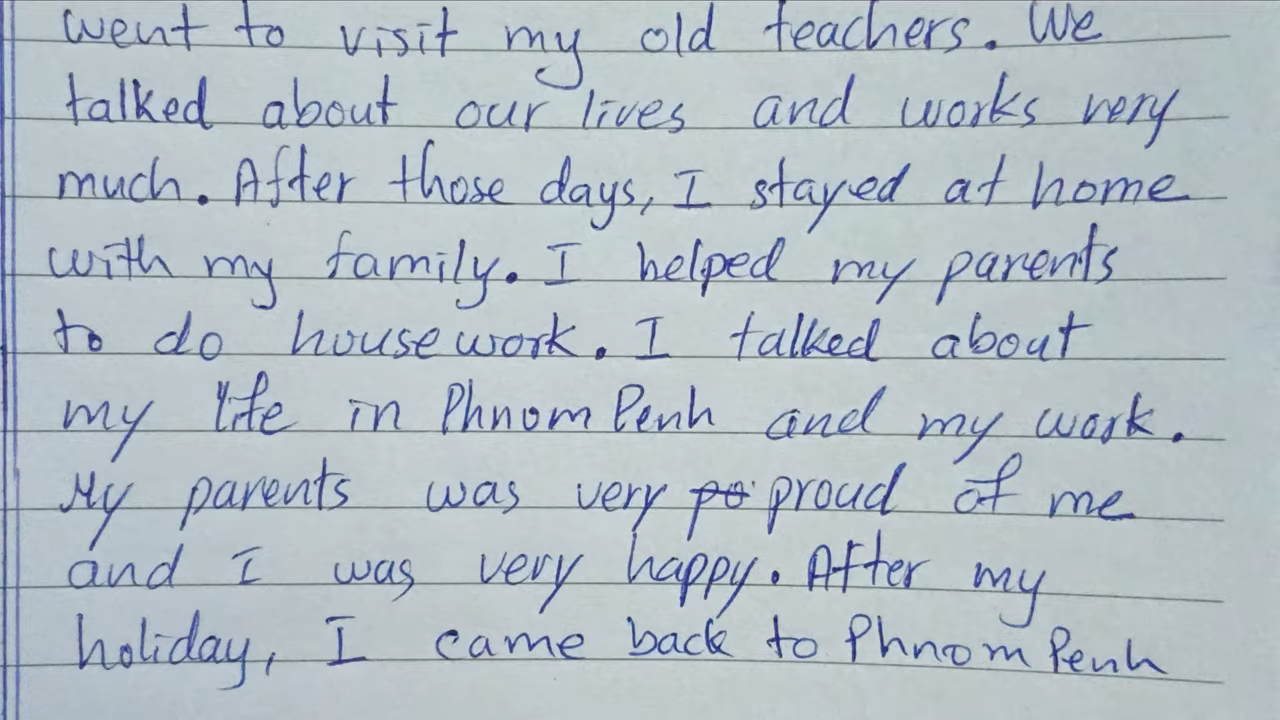 went to visit my old teachers. We
talked about our lives and works very
much. After those days, I stayed at home
with my family. I helped my parents
to do housework. I talked about
my life in Phnom Penh and my work.
My parents was very po proud of me
and I was very happy. After my
holiday, I came back to Phnom Penh